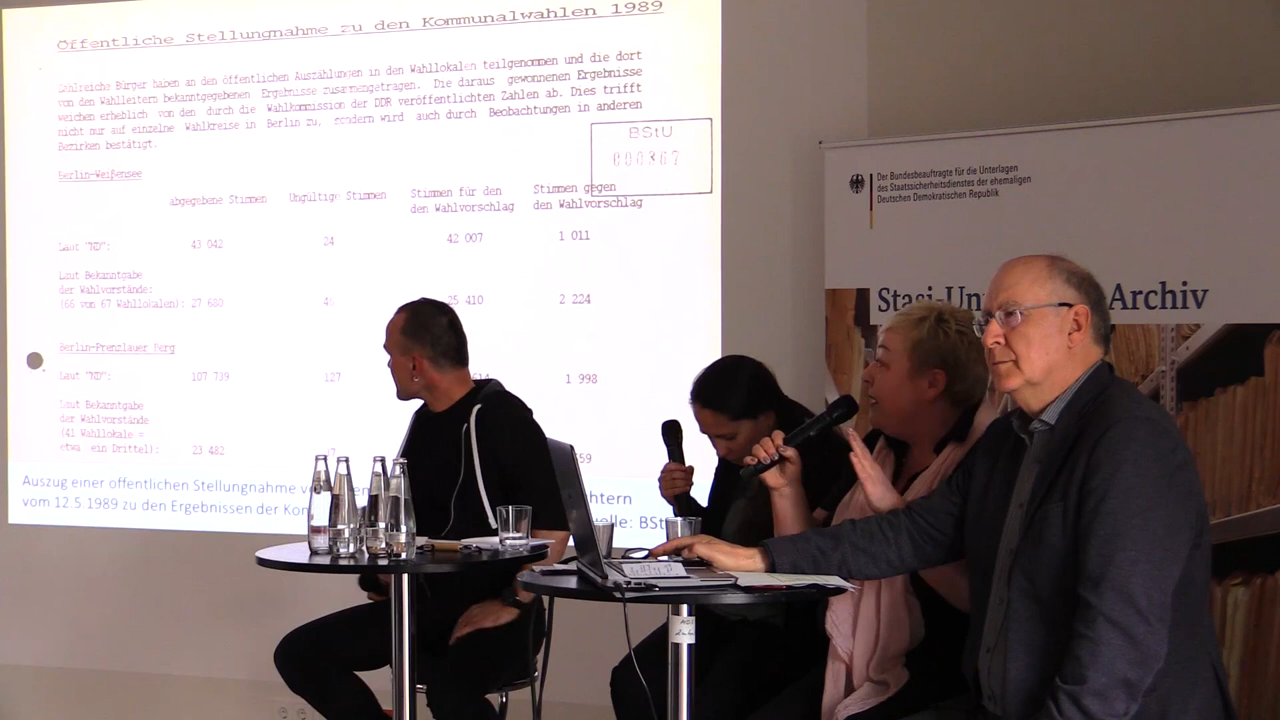 Öffentliche Stellungnahme zu den Kommunalwahlen 1989
Zahlreiche Bürger haben an den öffentlichen Auszählungen in den Wahllokalen teilgenommen und die dort
von den Wahlleitern bekanntgegebenen Ergebnisse zusammengetragen. Die daraus gewonnenen Ergebnisse
weichen erheblich von den durch die Wahlkommission der DDR veröffentlichten Zahlen ab. Dies trifft
nicht nur auf einzelne Wahlkreise in Berlin zu, sondern wird auch durch Beobachtungen in anderen
Bezirken bestätigt.
BStU
000367
Berlin-Weißensee
abgegebene Stimmen Ungültige Stimmen Stimmen für den Stimmen gegen
den Wahlvorschlag den Wahlvorschlag
Laut "ND": 43 042 24 42 007 1 011
Laut Bekanntgabe
der Wahlvorstände:
(66 von 67 Wahllokalen): 27 680 46 25 410 2 224
Berlin-Prenzlauer Berg
Laut "ND": 107 739 127 614 1 998
Laut Bekanntgabe
der Wahlvorstände
(41 Wahllokale =
etwa ein Drittel): 23 482 59
Auszug einer öffentlichen Stellungnahme
vom 12.5.1989 zu den Ergebnissen der
BSt
Der Bundesbeauftragte für die Unterlagen
des Staatssicherheitsdienstes der ehemaligen
Deutschen Demokratischen Republik
Stasi-Un Archiv